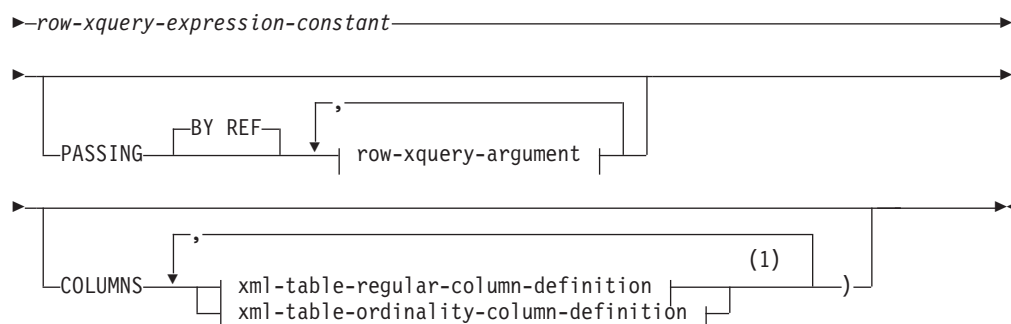 row-xquery-expression-constant
,
BY REF
PASSING row-xquery-argument
,
(1)
COLUMNS xml-table-regular-column-definition )
xml-table-ordinality-column-definition